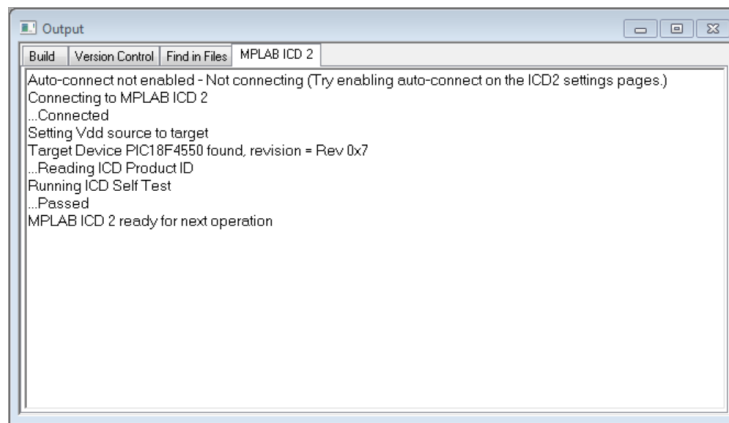 Output
Build Version Control Find in Files MPLAB ICD 2
Auto-connect not enabled - Not connecting (Try enabling auto-connect on the ICD2 settings pages.)
Connecting to MPLAB ICD 2
...Connected
Setting Vdd source to target
Target Device PIC18F4550 found, revision = Rev 0x7
...Reading ICD Product ID
Running ICD Self Test
...Passed
MPLAB ICD 2 ready for next operation